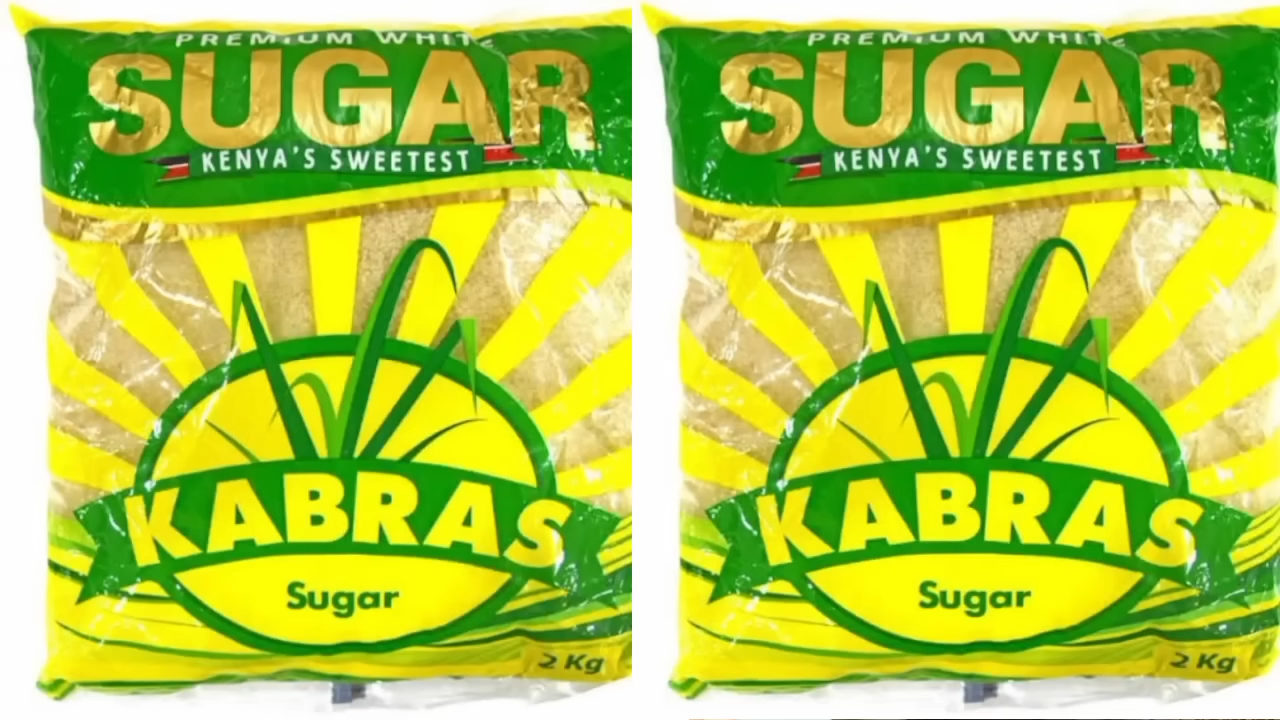 PREMIUM WHITE
SUGAR
KENYA'S SWEETEST
KABRAS
Sugar
2 Kg
PREMIUM WHITE
SUGAR
KENYA'S SWEETEST
KABRAS
Sugar
2 Kg